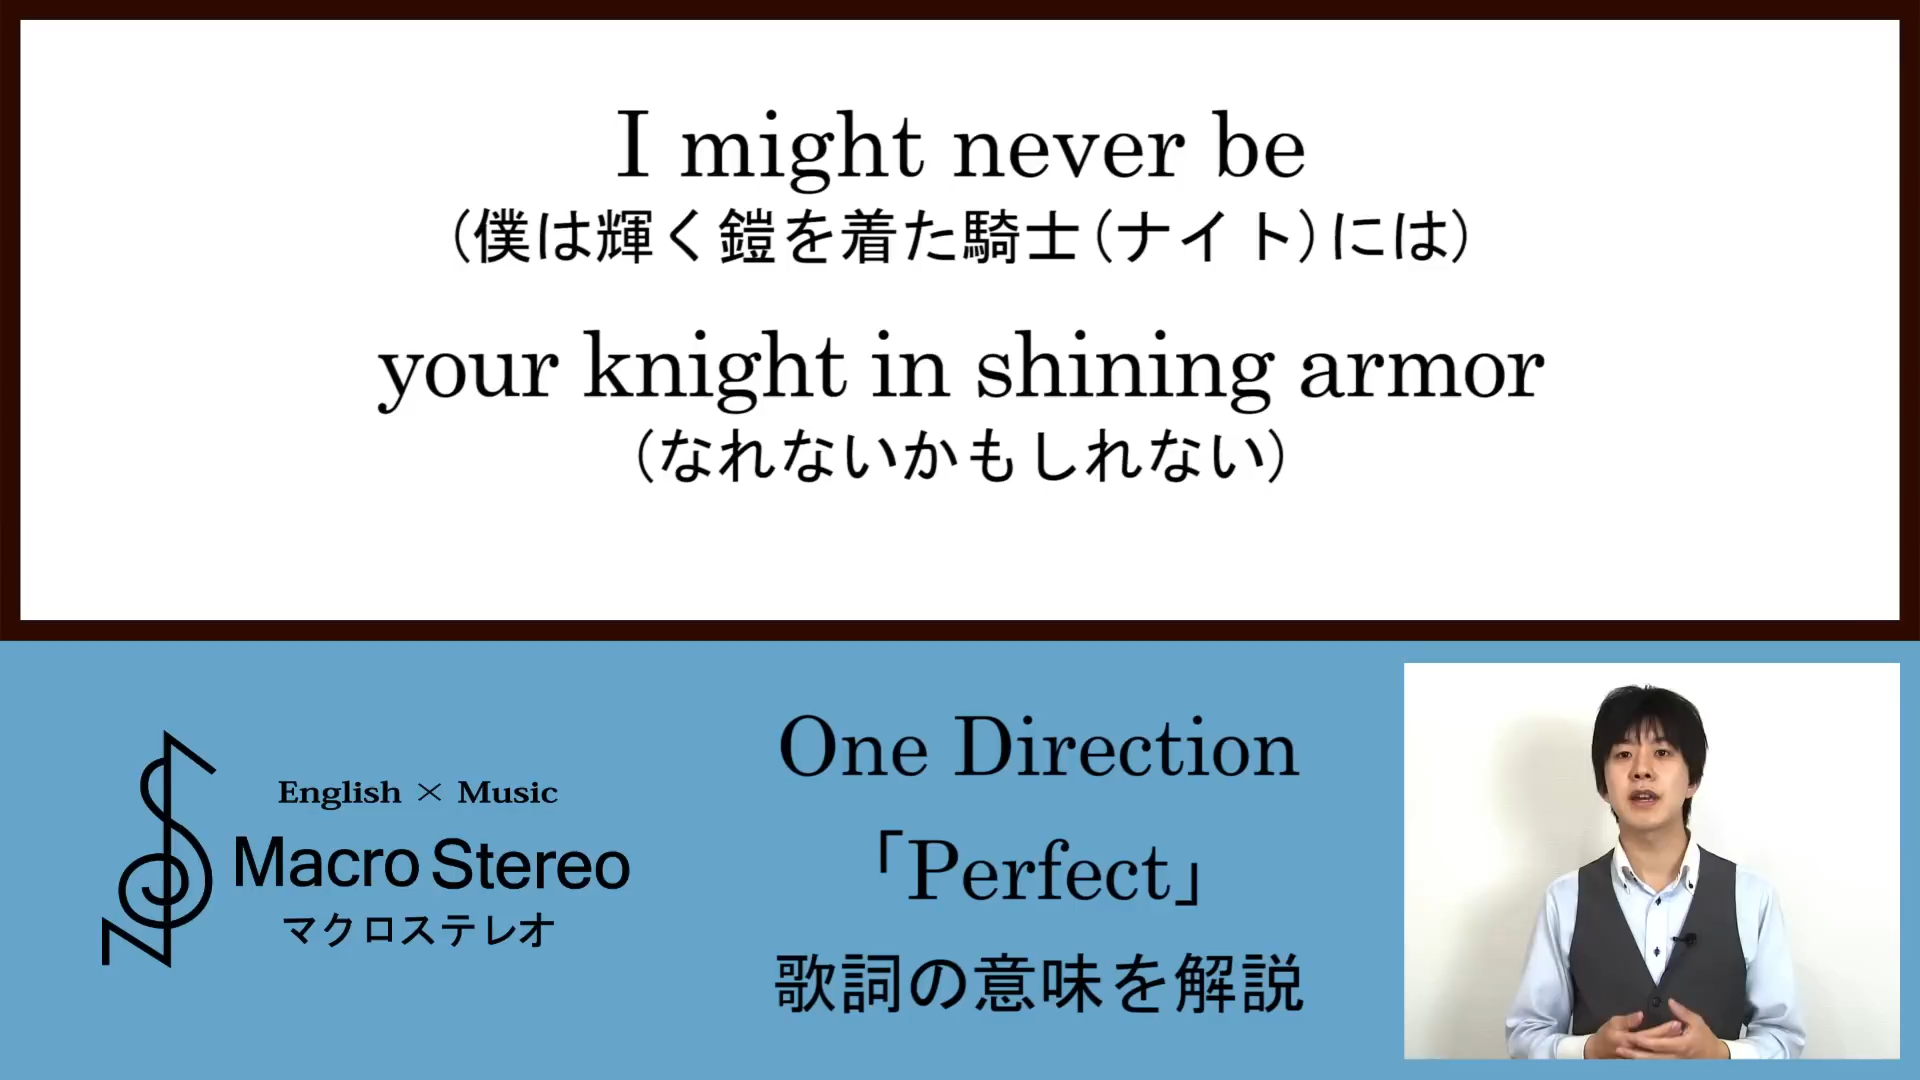 I might never be
（僕は輝く鎧を着た騎士（ナイト）には）
your knight in shining armor
（なれないかもしれない）
English × Music
Macro Stereo
マクロステレオ
One Direction
「Perfect」
歌詞の意味を解説